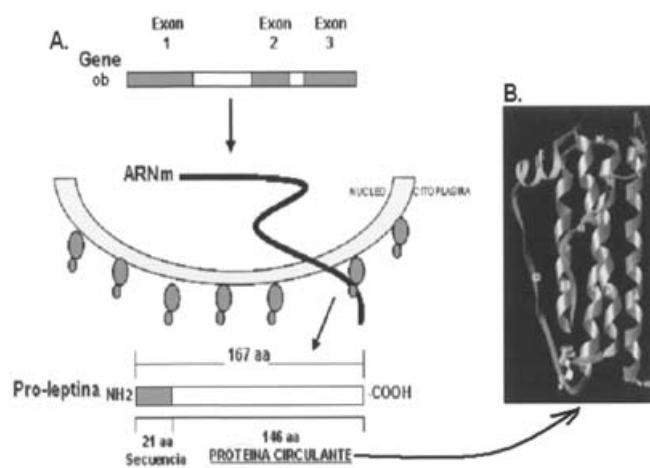 A.
Exon 1
Exon 2
Exon 3
Gene
ob
B.
ARNm
NUCLEO CITOPLASMA
167 aa
Pro-leptina NH2 -COOH
21 aa 146 aa
Secuencia PROTEINA CIRCULANTE